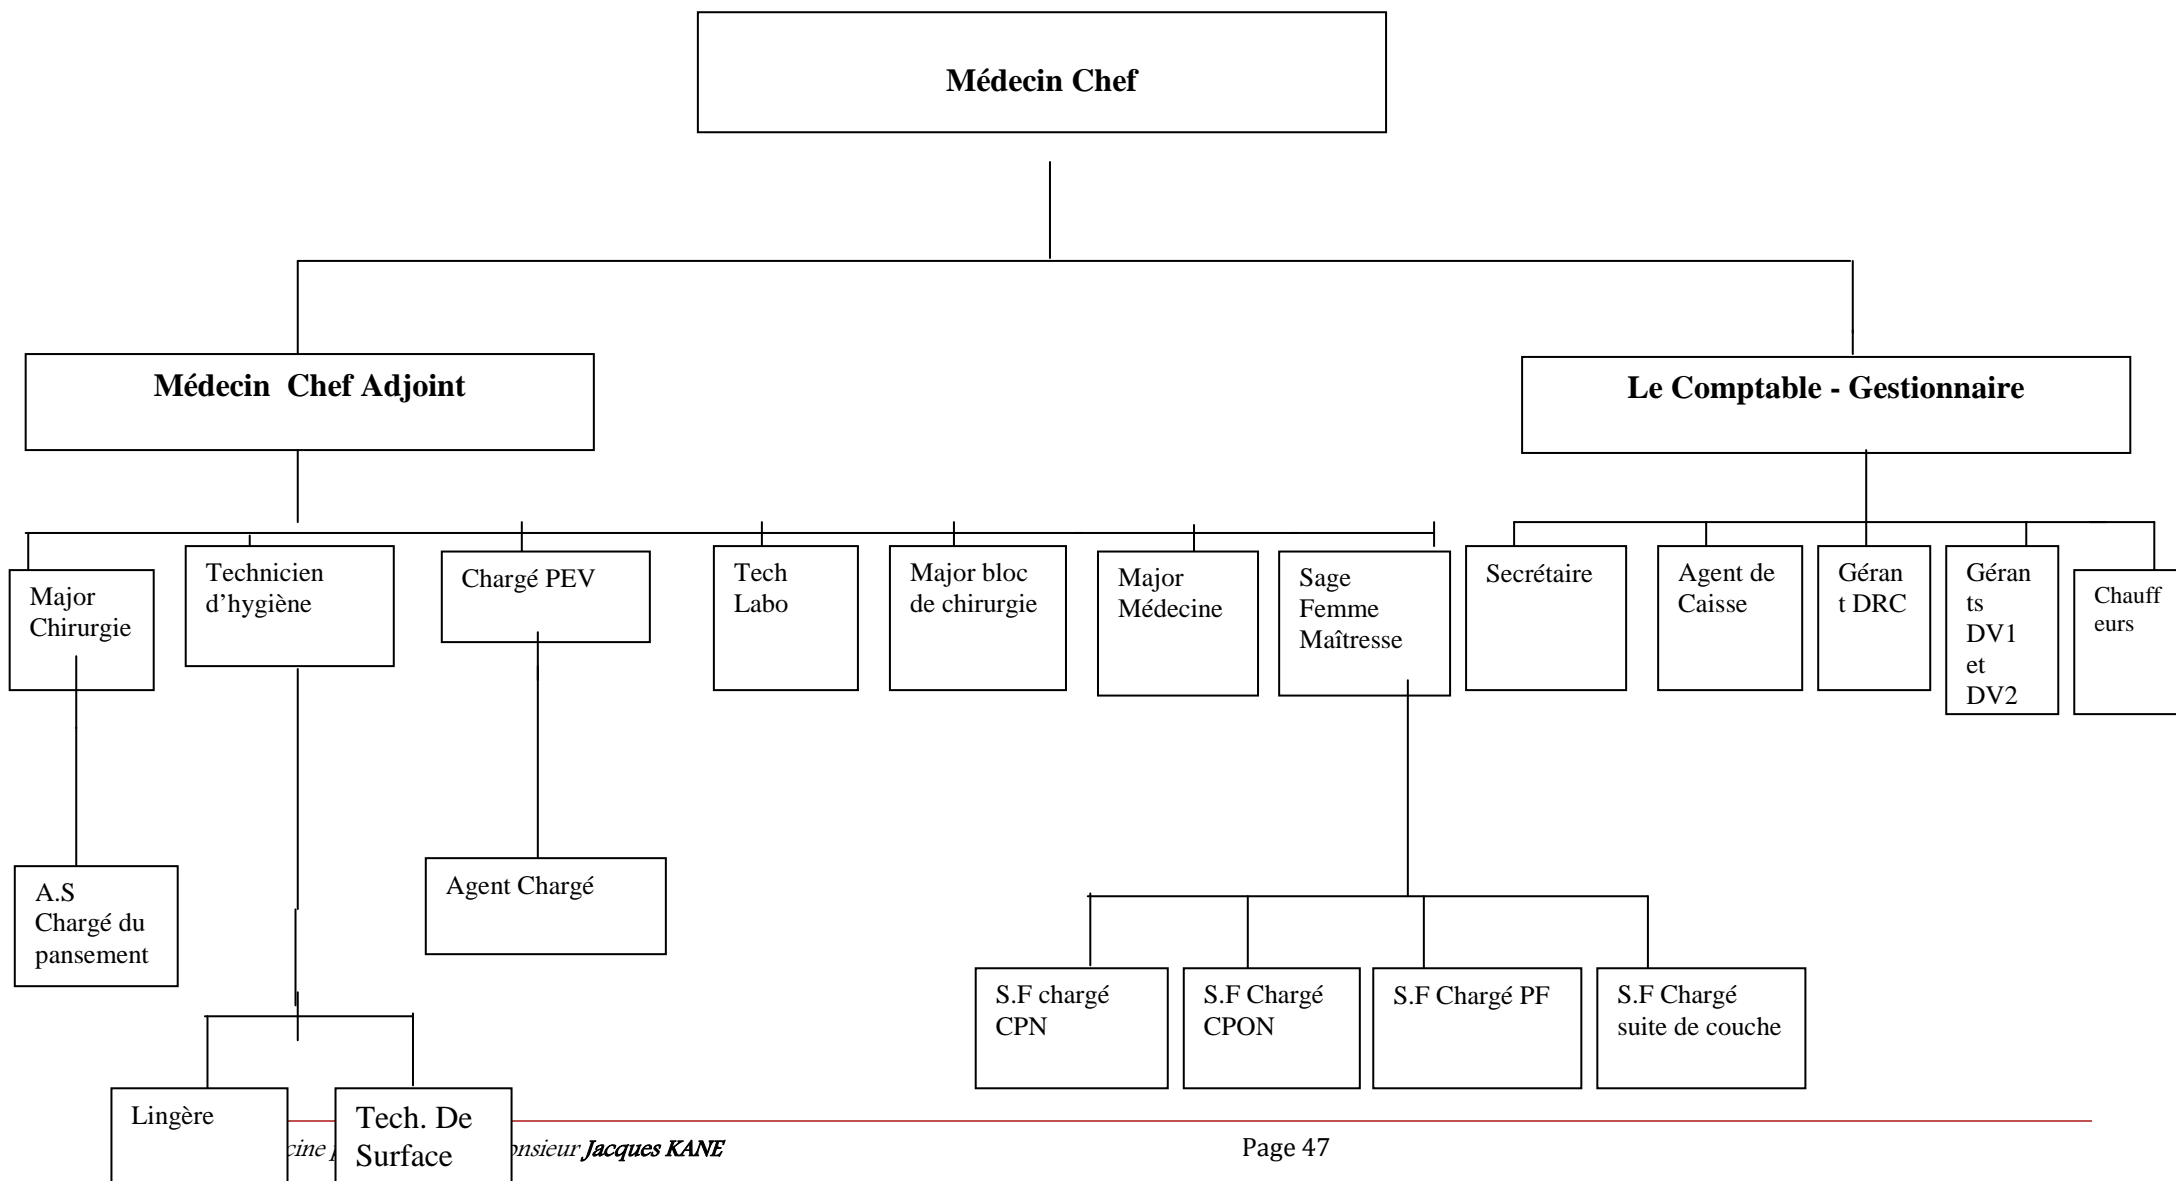 Médecin Chef
Médecin Chef Adjoint
Le Comptable - Gestionnaire
Major
Chirurgie
Technicien
d’hygiène
Chargé PEV
Tech
Labo
Major bloc
de chirurgie
Major
Médecine
Sage
Femme
Maîtresse
Secrétaire
Agent de
Caisse
Géran
t DRC
Géran
ts
DV1
et
DV2
Chauff
eurs
A.S
Chargé du
pansement
Agent Chargé
S.F chargé
CPN
S.F Chargé
CPON
S.F Chargé PF
S.F Chargé
suite de couche
Lingère
Tech. De
Surface
Jacques KANE
Page 47